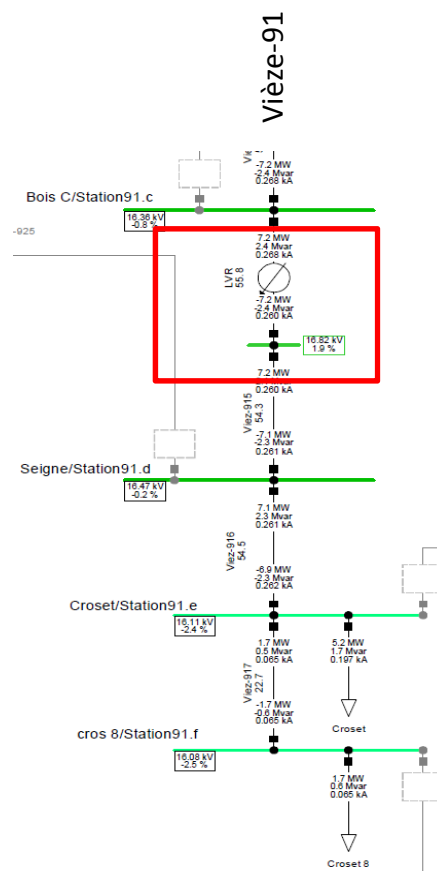 Vièze-91
-7.2 MW
-2.4 Mvar
0.268 kA
Bois C/Station91.c
16.36 kV
-0.8 %
-925
7.2 MW
2.4 Mvar
0.268 kA
LVR
55.8
-7.2 MW
-2.4 Mvar
0.260 kA
16.82 kV
1.9 %
7.2 MW
0.260 kA
Viez-915
54.3
-7.1 MW
-2.3 Mvar
0.261 kA
Seigne/Station91.d
16.47 kV
-0.2 %
7.1 MW
2.3 Mvar
0.261 kA
Viez-916
54.5
-6.9 MW
-2.3 Mvar
0.262 kA
Croset/Station91.e
16.11 kV
-2.4 %
1.7 MW
0.5 Mvar
0.065 kA
5.2 MW
1.7 Mvar
0.197 kA
Viez-917
22.7
-1.7 MW
-0.6 Mvar
0.065 kA
Croset
cros 8/Station91.f
16.08 kV
-2.5 %
1.7 MW
0.6 Mvar
0.065 kA
Croset 8